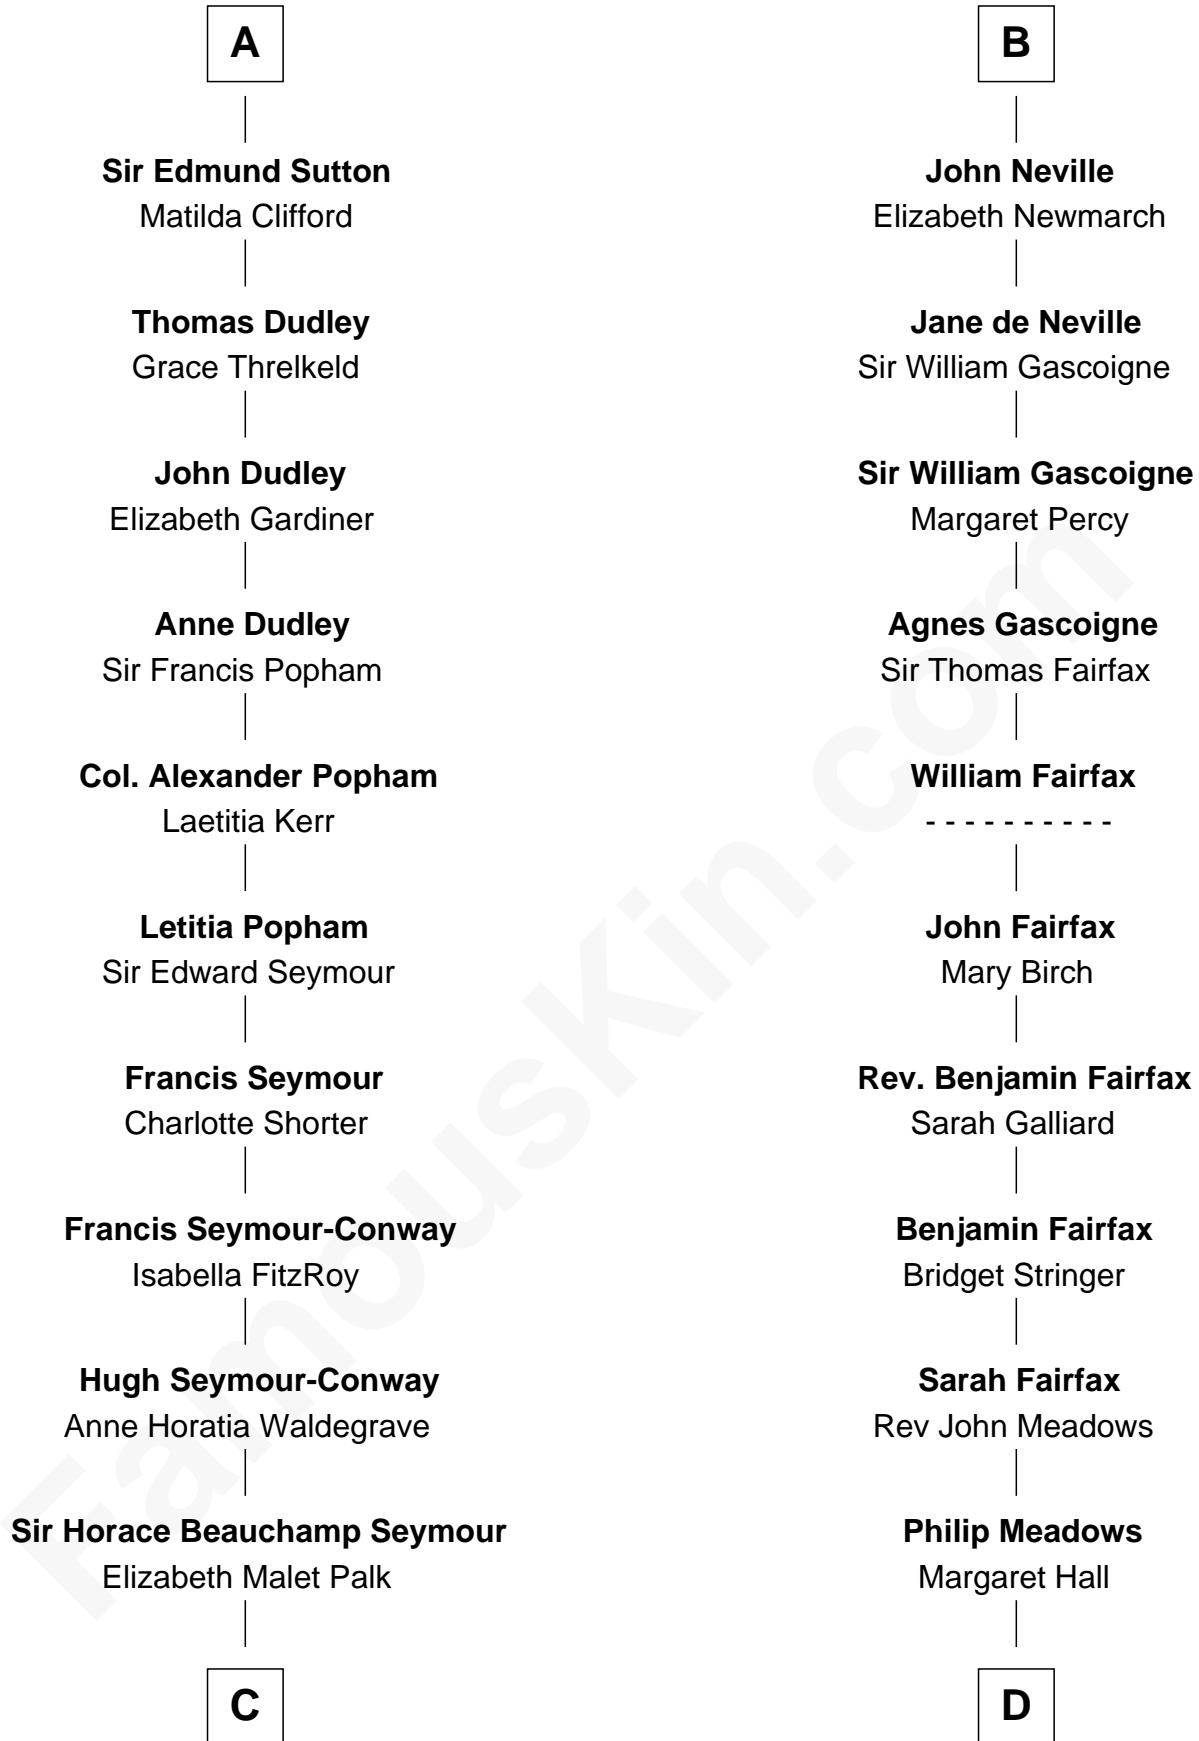 A
Sir Edmund Sutton
Matilda Clifford
Thomas Dudley
Grace Threlkeld
John Dudley
Elizabeth Gardiner
Anne Dudley
Sir Francis Popham
Col. Alexander Popham
Laetitia Kerr
Letitia Popham
Sir Edward Seymour
Francis Seymour
Charlotte Shorter
Francis Seymour-Conway
Isabella FitzRoy
Hugh Seymour-Conway
Anne Horatia Waldegrave
Sir Horace Beauchamp Seymour
Elizabeth Malet Palk
C
B
John Neville
Elizabeth Newmarch
Jane de Neville
Sir William Gascoigne
Sir William Gascoigne
Margaret Percy
Agnes Gascoigne
Sir Thomas Fairfax
William Fairfax
- - - - - - - - - -
John Fairfax
Mary Birch
Rev. Benjamin Fairfax
Sarah Galliard
Benjamin Fairfax
Bridget Stringer
Sarah Fairfax
Rev John Meadows
Philip Meadows
Margaret Hall
D
FamousKin.com